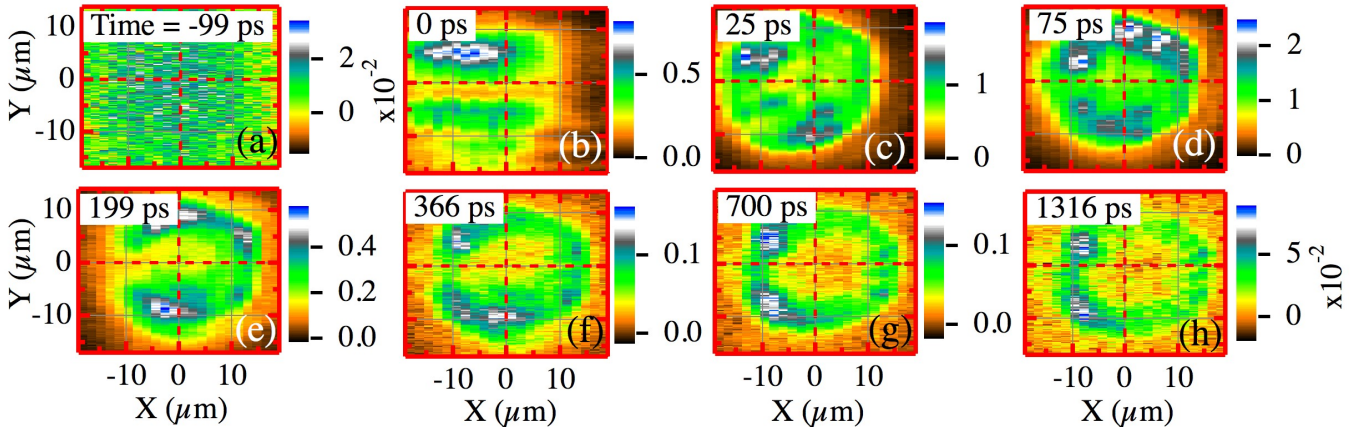 Time = -99 ps
0 ps
25 ps
75 ps
Y (µm)
10
0
-10
2
0
x10⁻²
0.5
0.0
1
0
2
1
0
(a)
(b)
(c)
(d)
199 ps
366 ps
700 ps
1316 ps
Y (µm)
10
0
-10
0.4
0.2
0.0
0.1
0.0
0.1
0.0
5
0
x10⁻²
(e)
(f)
(g)
(h)
-10 0 10
-10 0 10
-10 0 10
-10 0 10
X (µm)
X (µm)
X (µm)
X (µm)